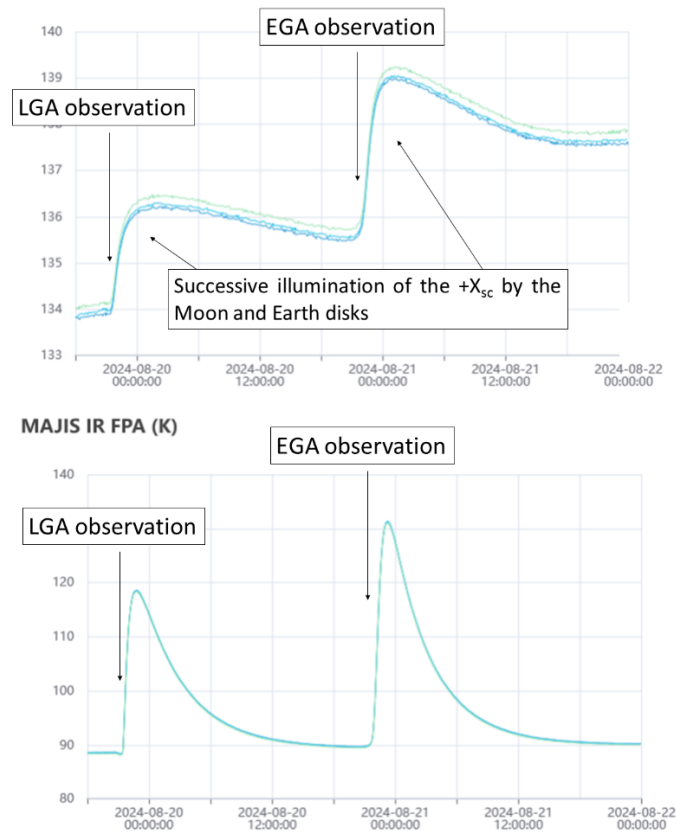 140
EGA observation
139
LGA observation
138
137
136
135
Successive illumination of the +Xsc by the
Moon and Earth disks
134
133
2024-08-20 2024-08-20 2024-08-21 2024-08-21 2024-08-22
00:00:00 12:00:00 00:00:00 12:00:00 00:00:00
MAJIS IR FPA (K)
EGA observation
140
LGA observation
120
110
100
90
80
2024-08-20 2024-08-20 2024-08-21 2024-08-21 2024-08-22
00:00:00 12:00:00 00:00:00 12:00:00 00:00:00